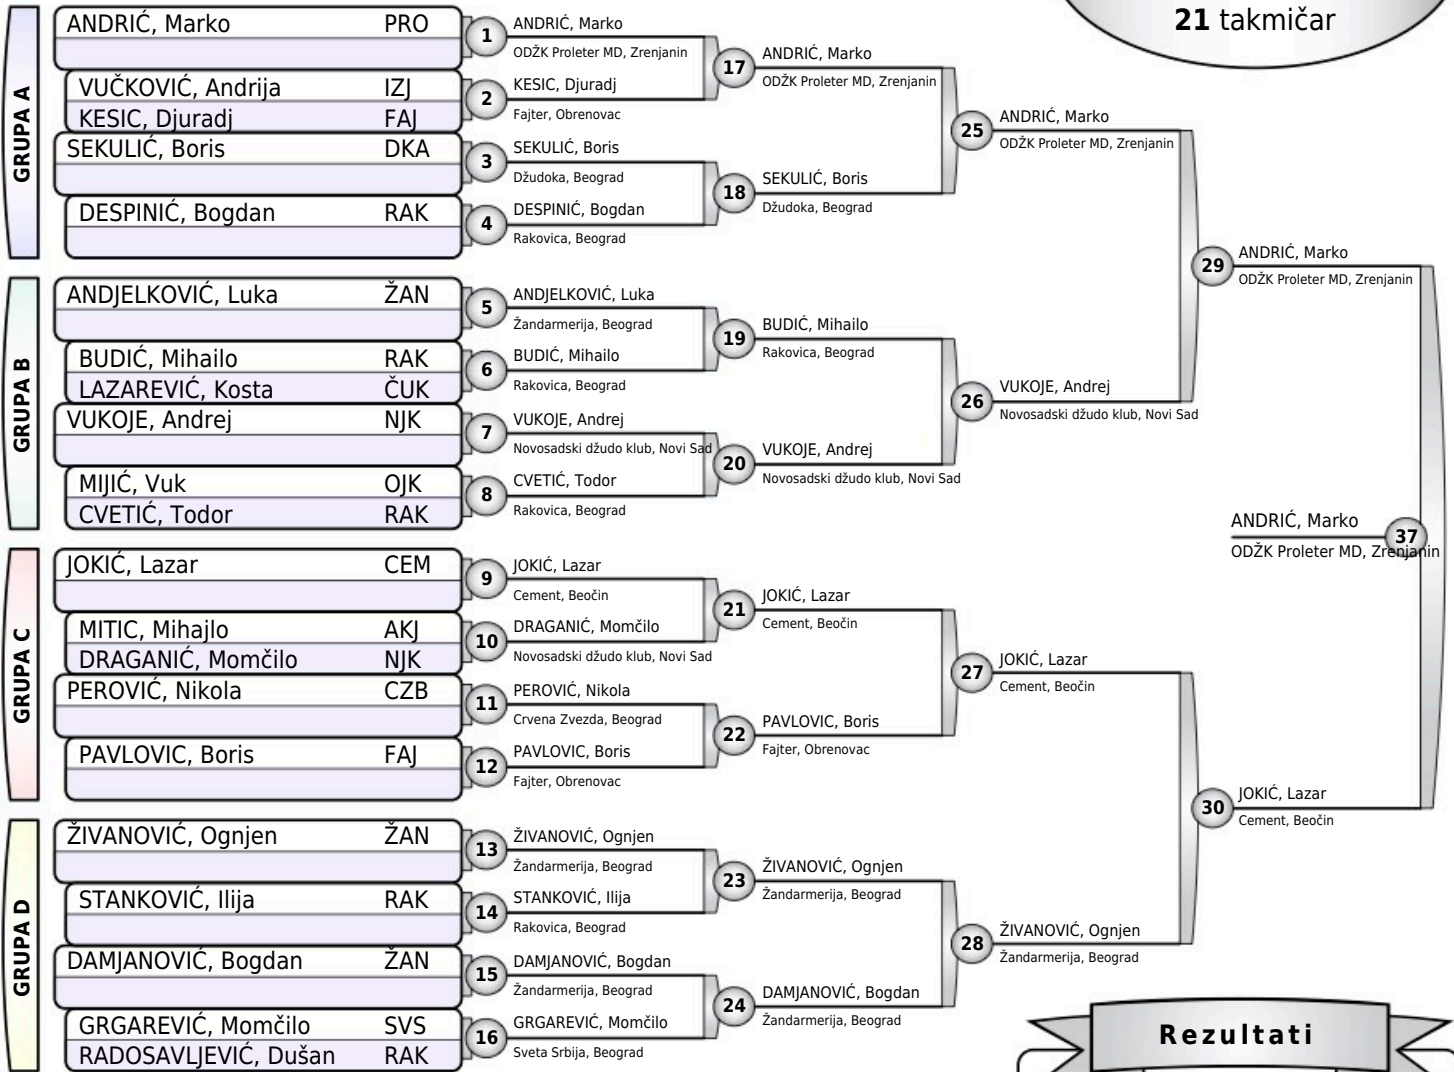 21 takmičar
GRUPA A
ANDRIĆ, Marko PRO
VUČKOVIĆ, Andrija IZJ
KESIC, Djuradj FAJ
SEKULIĆ, Boris DKA
DESPINIĆ, Bogdan RAK
1 ANDRIĆ, Marko
ODŽK Proleter MD, Zrenjanin
2 KESIC, Djuradj
Fajter, Obrenovac
3 SEKULIĆ, Boris
Džudoka, Beograd
4 DESPINIĆ, Bogdan
Rakovica, Beograd
17 ANDRIĆ, Marko
ODŽK Proleter MD, Zrenjanin
18 SEKULIĆ, Boris
Džudoka, Beograd
25 ANDRIĆ, Marko
ODŽK Proleter MD, Zrenjanin
GRUPA B
ANDJELKOVIĆ, Luka ŽAN
BUDIĆ, Mihailo RAK
LAZAREVIĆ, Kosta ČUK
VUKOJE, Andrej NJK
MIJIĆ, Vuk OJK
CVETIĆ, Todor RAK
5 ANDJELKOVIĆ, Luka
Žandarmerija, Beograd
6 BUDIĆ, Mihailo
Rakovica, Beograd
7 VUKOJE, Andrej
Novosadski džudo klub, Novi Sad
8 CVETIĆ, Todor
Rakovica, Beograd
19 BUDIĆ, Mihailo
Rakovica, Beograd
20 VUKOJE, Andrej
Novosadski džudo klub, Novi Sad
26 VUKOJE, Andrej
Novosadski džudo klub, Novi Sad
29 ANDRIĆ, Marko
ODŽK Proleter MD, Zrenjanin
GRUPA C
JOKIĆ, Lazar CEM
MITIC, Mihajlo AKJ
DRAGANIĆ, Momčilo NJK
PEROVIĆ, Nikola CZB
PAVLOVIC, Boris FAJ
9 JOKIĆ, Lazar
Cement, Beočin
10 DRAGANIĆ, Momčilo
Novosadski džudo klub, Novi Sad
11 PEROVIĆ, Nikola
Crvena Zvezda, Beograd
12 PAVLOVIC, Boris
Fajter, Obrenovac
21 JOKIĆ, Lazar
Cement, Beočin
22 PAVLOVIC, Boris
Fajter, Obrenovac
27 JOKIĆ, Lazar
Cement, Beočin
GRUPA D
ŽIVANOVIĆ, Ognjen ŽAN
STANKOVIĆ, Ilija RAK
DAMJANOVIĆ, Bogdan ŽAN
GRGAREVIĆ, Momčilo SVS
RADOSAVLJEVIĆ, Dušan RAK
13 ŽIVANOVIĆ, Ognjen
Žandarmerija, Beograd
14 STANKOVIĆ, Ilija
Rakovica, Beograd
15 DAMJANOVIĆ, Bogdan
Žandarmerija, Beograd
16 GRGAREVIĆ, Momčilo
Sveta Srbija, Beograd
23 ŽIVANOVIĆ, Ognjen
Žandarmerija, Beograd
24 DAMJANOVIĆ, Bogdan
Žandarmerija, Beograd
28 ŽIVANOVIĆ, Ognjen
Žandarmerija, Beograd
30 JOKIĆ, Lazar
Cement, Beočin
ANDRIĆ, Marko 37
ODŽK Proleter MD, Zrenjanin
Rezultati